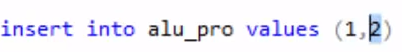 insert into alu_pro values (1,2)